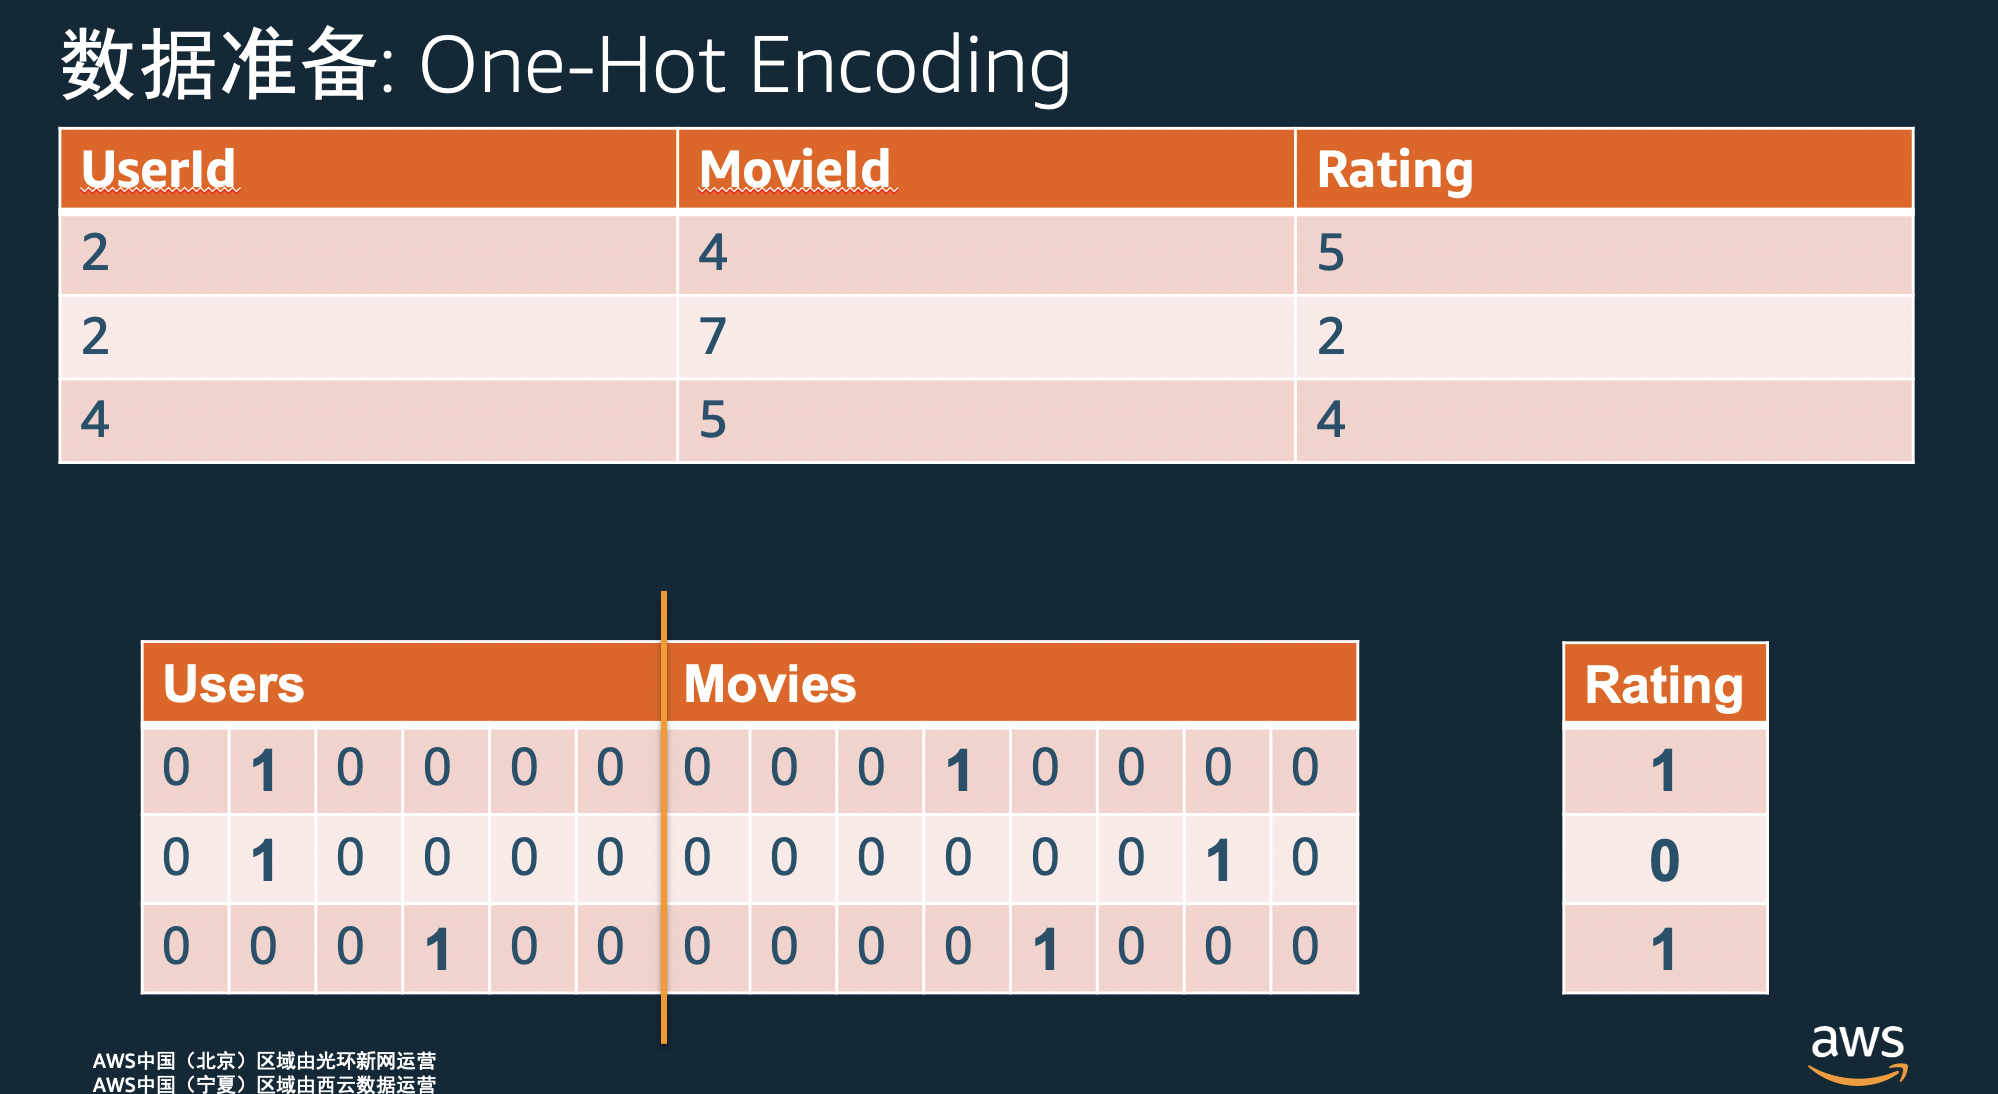 数据准备: One-Hot Encoding
UserId MovieId Rating
2 4 5
2 7 2
4 5 4
Users Movies Rating
0 1 0 0 0 0 0 0 0 1 0 0 0 0 1
0 1 0 0 0 0 0 0 0 0 0 0 1 0 0
0 0 0 1 0 0 0 0 0 0 1 0 0 0 1
AWS中国（北京）区域由光环新网运营
AWS中国（宁夏）区域由西云数据运营
aws